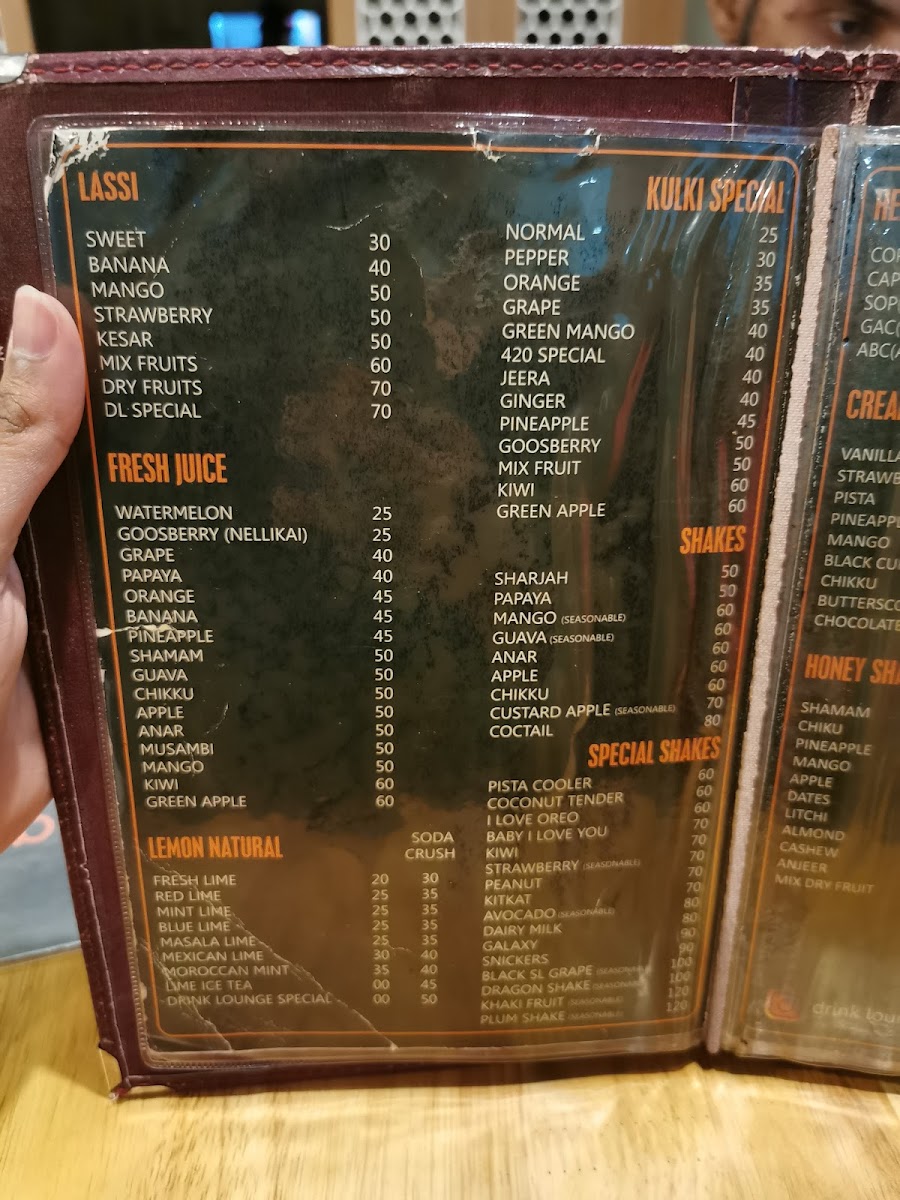 LASSI
SWEET 30
BANANA 40
MANGO 50
STRAWBERRY 50
KESAR 50
MIX FRUITS 60
DRY FRUITS 70
DL SPECIAL 70
FRESH JUICE
WATERMELON 25
GOOSBERRY (NELLIKAI) 25
GRAPE 40
PAPAYA 40
ORANGE 45
BANANA 45
PINEAPPLE 45
SHAMAM 50
GUAVA 50
CHIKKU 50
APPLE 50
ANAR 50
MUSAMBI 50
MANGO 50
KIWI 60
GREEN APPLE 60
LEMON NATURAL SODA CRUSH
FRESH LIME 20 30
RED LIME 25 35
MINT LIME 25 35
BLUE LIME 25 35
MASALA LIME 25 35
MEXICAN LIME 30 40
MOROCCAN MINT 35 40
LIME ICE TEA 00 45
DRINK LOUNGE SPECIAL 00 50
KULKI SPECIAL
NORMAL 25
PEPPER 30
ORANGE 35
GRAPE 35
GREEN MANGO 40
420 SPECIAL 40
JEERA 40
GINGER 40
PINEAPPLE 45
GOOSBERRY 50
MIX FRUIT 50
KIWI 60
GREEN APPLE 60
SHAKES
SHARJAH 50
PAPAYA 50
MANGO (SEASONABLE) 60
GUAVA (SEASONABLE) 60
ANAR 60
APPLE 60
CHIKKU 60
CUSTARD APPLE (SEASONABLE) 70
COCTAIL 80
SPECIAL SHAKES
PISTA COOLER 60
COCONUT TENDER 60
I LOVE OREO 60
BABY I LOVE YOU 70
KIWI 70
STRAWBERRY (SEASONABLE) 70
PEANUT 70
KITKAT 70
AVOCADO (SEASONABLE) 80
DAIRY MILK 80
GALAXY 90
SNICKERS 90
BLACK SL GRAPE (SEASONABLE) 100
DRAGON SHAKE (SEASONABLE) 100
KHAKI FRUIT (SEASONABLE) 120
PLUM SHAKE (SEASONABLE) 120
VANILLA
PISTA
MANGO
CHIKKU
CHOCOLATE
HONEY
SHAMAM
CHIKU
PINEAPPLE
MANGO
APPLE
DATES
LITCHI
ALMOND
CASHEW
ANJEER
MIX DRY FRUIT
drink